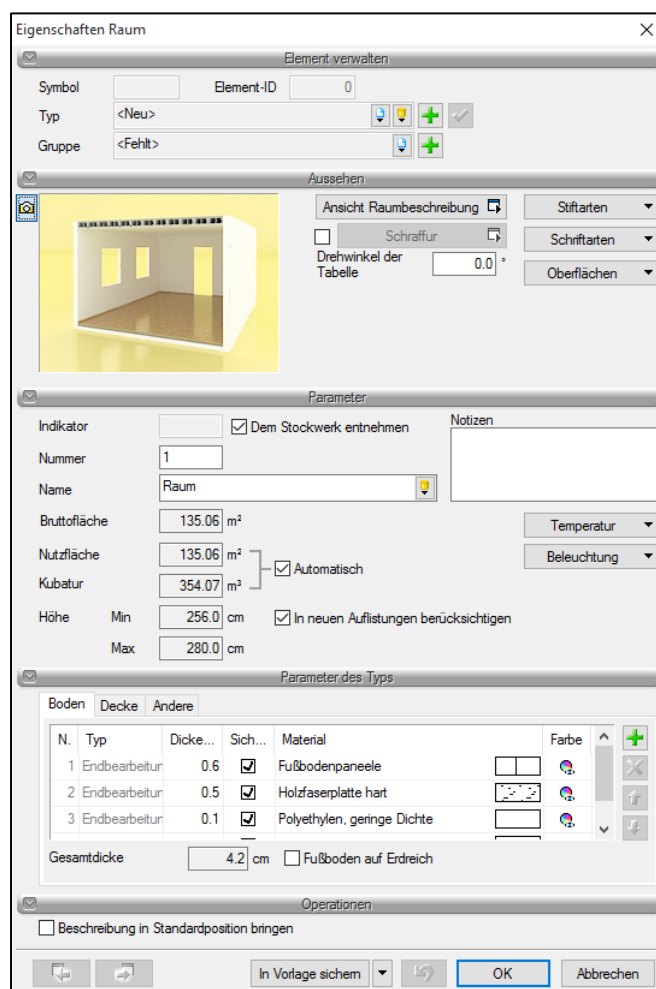 Eigenschaften Raum
Element verwalten
Symbol Element-ID 0
Typ <Neu>
Gruppe <Fehlt>
Aussehen
Ansicht Raumbeschreibung Stiftarten
Schraffur Schriftarten
Drehwinkel der Tabelle 0.0 ° Oberflächen
Parameter
Indikator Dem Stockwerk entnehmen Notizen
Nummer 1
Name Raum
Bruttofläche 135.06 m² Temperatur
Nutzfläche 135.06 m² Automatisch Beleuchtung
Kubatur 354.07 m³
Höhe Min 256.0 cm In neuen Auflistungen berücksichtigen
Max 280.0 cm
Parameter des Typs
Boden Decke Andere
N. Typ Dicke... Sich... Material Farbe
1 Endbearbeitur 0.6 Fußbodenpaneele
2 Endbearbeitur 0.5 Holzfaserplatte hart
3 Endbearbeitur 0.1 Polyethylen, geringe Dichte
Gesamtdicke 4.2 cm Fußboden auf Erdreich
Operationen
Beschreibung in Standardposition bringen
In Vorlage sichern OK Abbrechen